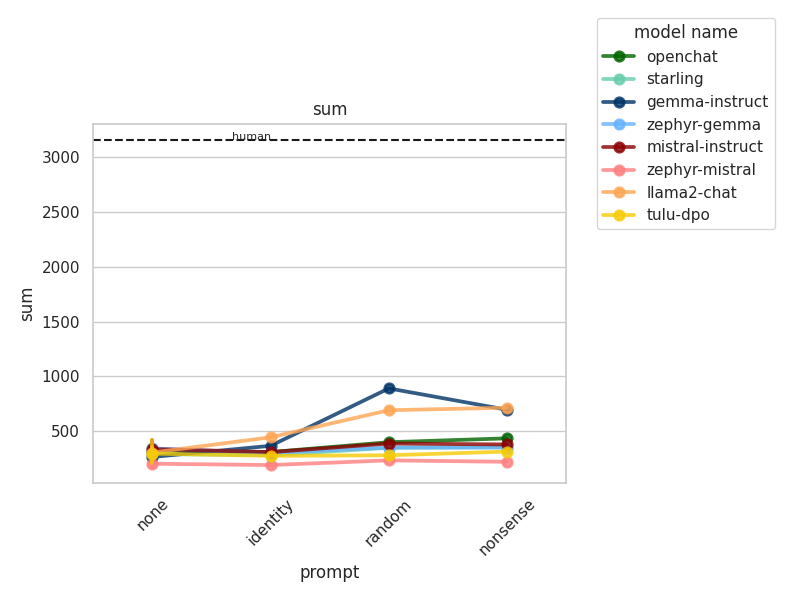 model name
openchat
starling
gemma-instruct
zephyr-gemma
mistral-instruct
zephyr-mistral
llama2-chat
tulu-dpo
sum
human
3000
2500
2000
1500
1000
500
sum
none
identity
random
nonsense
prompt